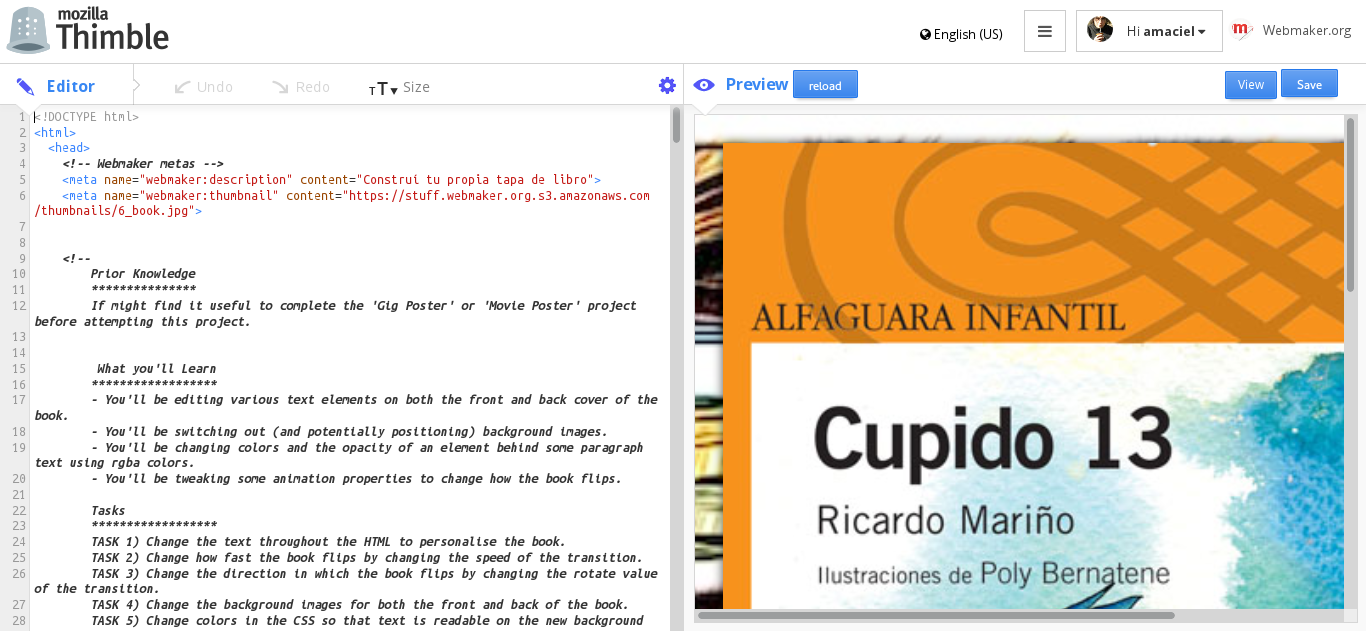 mozilla
Thimble
English (US)
Hi amaciel
m
Webmaker.org
Editor
Undo
Redo
TT Size
Preview
reload
View
Save
1 <!DOCTYPE html>
2 <html>
3 <head>
4 <!-- Webmaker metas -->
5 <meta name="webmaker:description" content="Construí tu propia tapa de libro">
6 <meta name="webmaker:thumbnail" content="https://stuff.webmaker.org.s3.amazonaws.com
/thumbnails/6_book.jpg">
7
8
9 <!--
10 Prior Knowledge
11 ***************
12 If might find it useful to complete the 'Gig Poster' or 'Movie Poster' project
before attempting this project.
13
14
15 What you'll Learn
16 ******************
17 - You'll be editing various text elements on both the front and back cover of the
book.
18 - You'll be switching out (and potentially positioning) background images.
19 - You'll be changing colors and the opacity of an element behind some paragraph
text using rgba colors.
20 - You'll be tweaking some animation properties to change how the book flips.
21
22 Tasks
23 ******************
24 TASK 1) Change the text throughout the HTML to personalise the book.
25 TASK 2) Change how fast the book flips by changing the speed of the transition.
26 TASK 3) Change the direction in which the book flips by changing the rotate value
of the transition.
27 TASK 4) Change the background images for both the front and back of the book.
28 TASK 5) Change colors in the CSS so that text is readable on the new background
ALFAGUARA INFANTIL
Cupido 13
Ricardo Mariño
Ilustraciones de Poly Bernatene